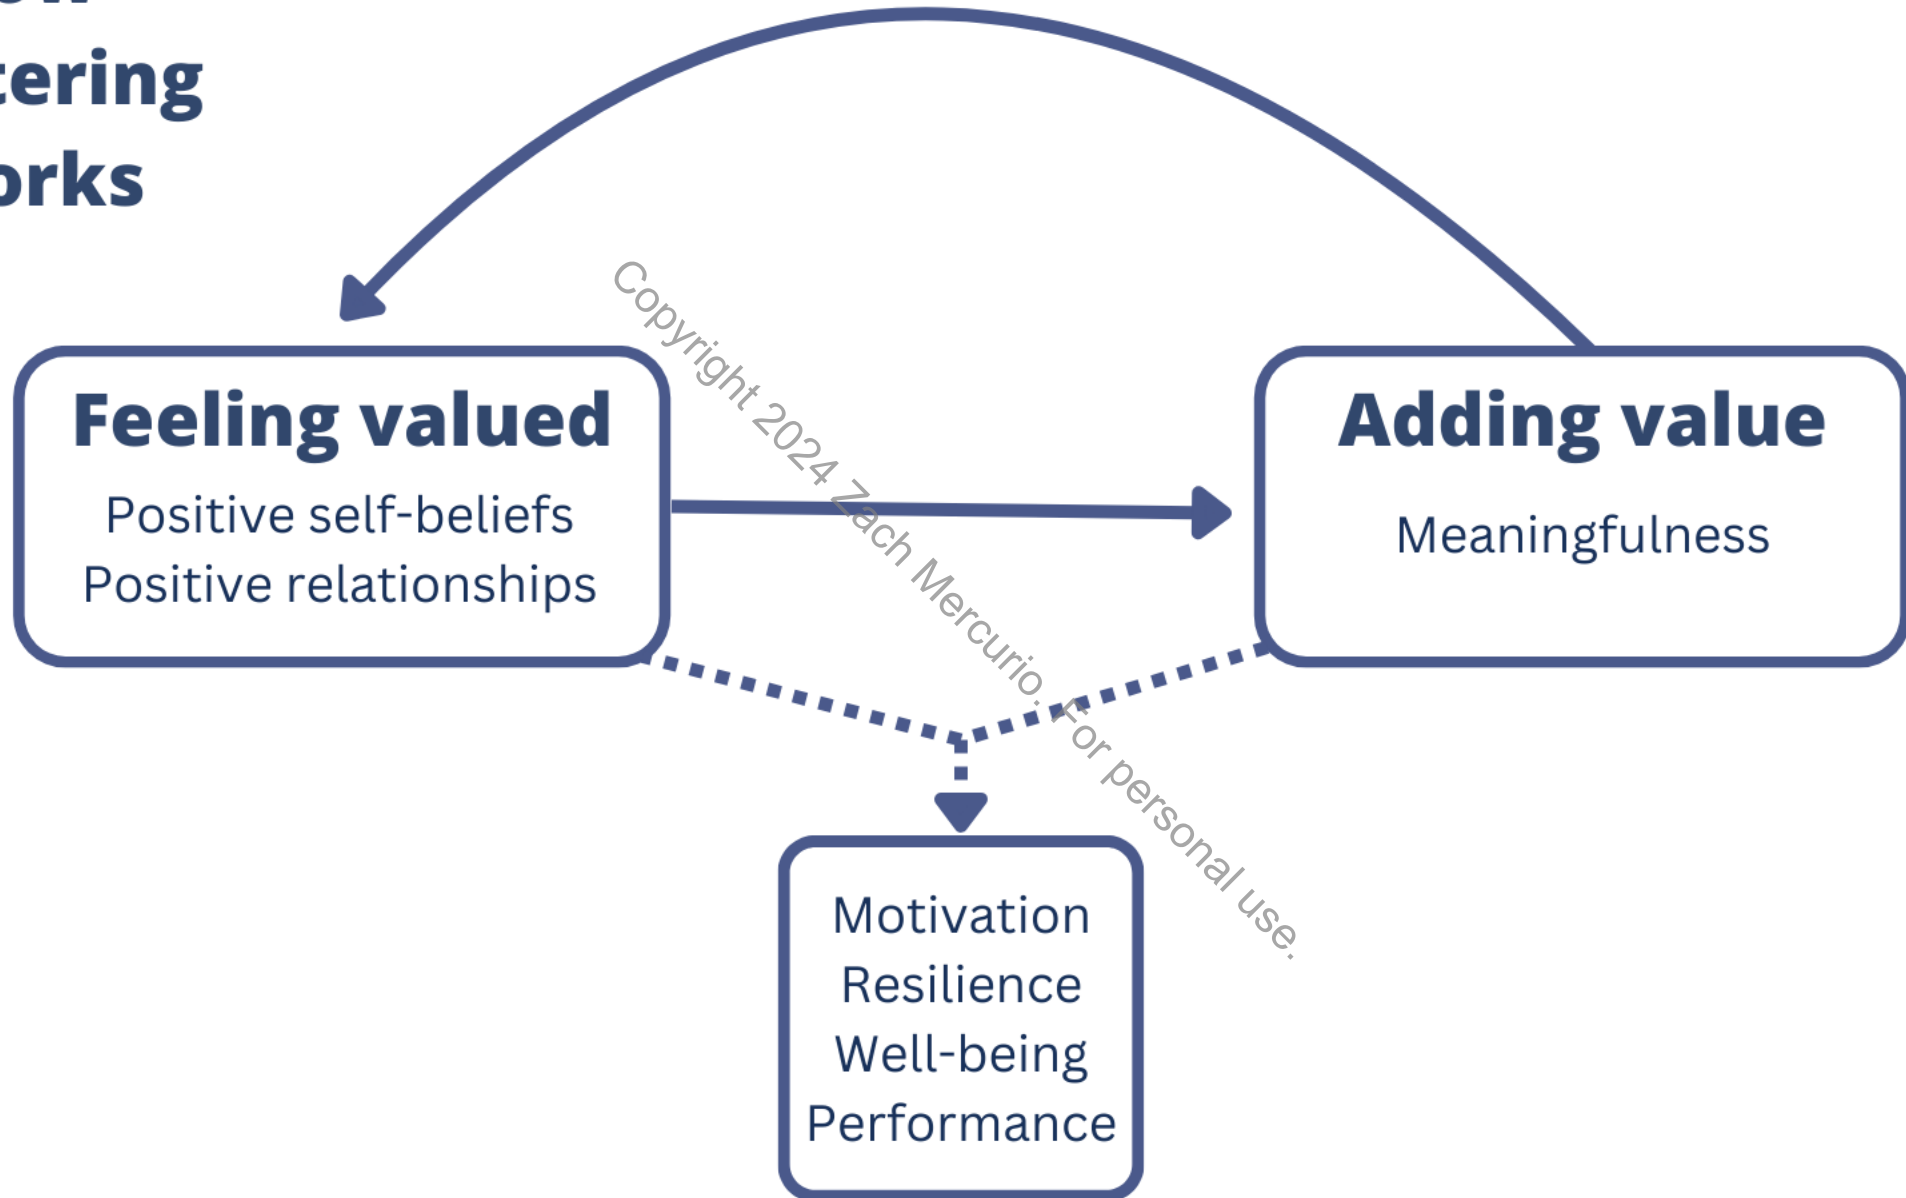 tering
orks
Feeling valued
Positive self-beliefs
Positive relationships
Adding value
Meaningfulness
Copyright 2024 Zach Mercurio. For personal use.
Motivation
Resilience
Well-being
Performance